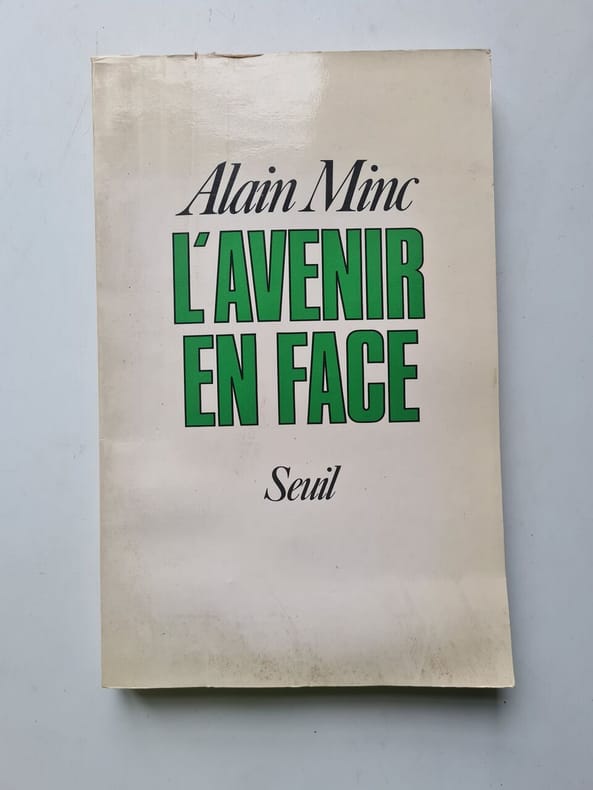 Alain Minc
L'AVENIR
EN FACE
Seuil